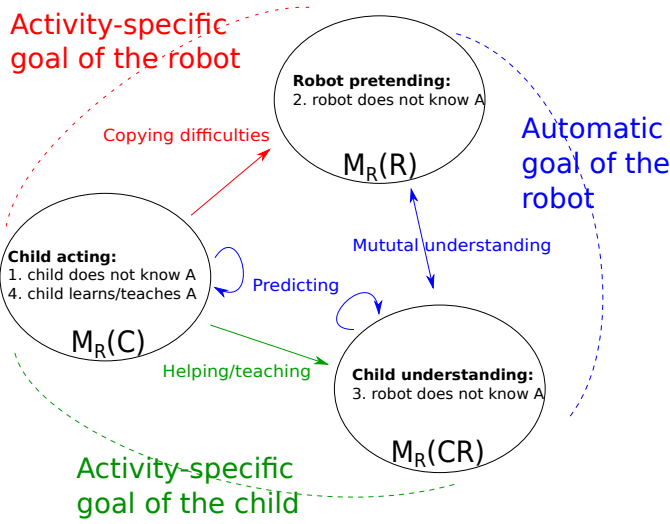 Activity-specific
goal of the robot
Robot pretending:
2. robot does not know A
M_R(R)
Copying difficulties
Automatic
goal of the
robot
Child acting:
1. child does not know A
4. child learns/teaches A
M_R(C)
Mututal understanding
Predicting
Helping/teaching
Child understanding:
3. robot does not know A
M_R(CR)
Activity-specific
goal of the child